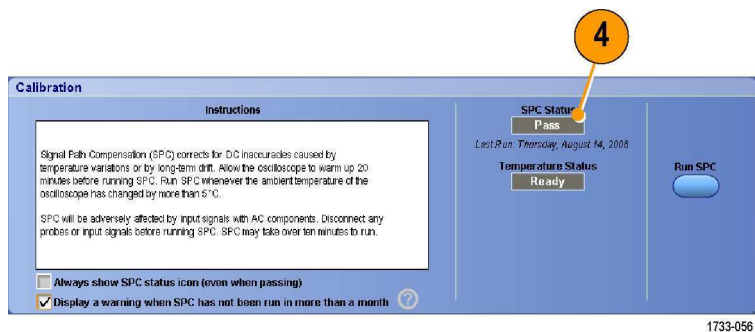 4
Calibration
Instructions
Signal Path Compensation (SPC) corrects for DC inaccuracies caused by
temperature variations or by long-term drift. Allow the oscilloscope to warm up 20
minutes before running SPC. Run SPC whenever the ambient temperature of the
oscilloscope has changed by more than 5°C.
SPC will be adversely affected by input signals with AC components. Disconnect any
probes or input signals before running SPC. SPC may take over ten minutes to run.
Always show SPC status icon (even when passing)
Display a warning when SPC has not been run in more than a month ?
SPC Status
Pass
Last Run: Thursday, August 14, 2008
Temperature Status
Ready
Run SPC
1733-056